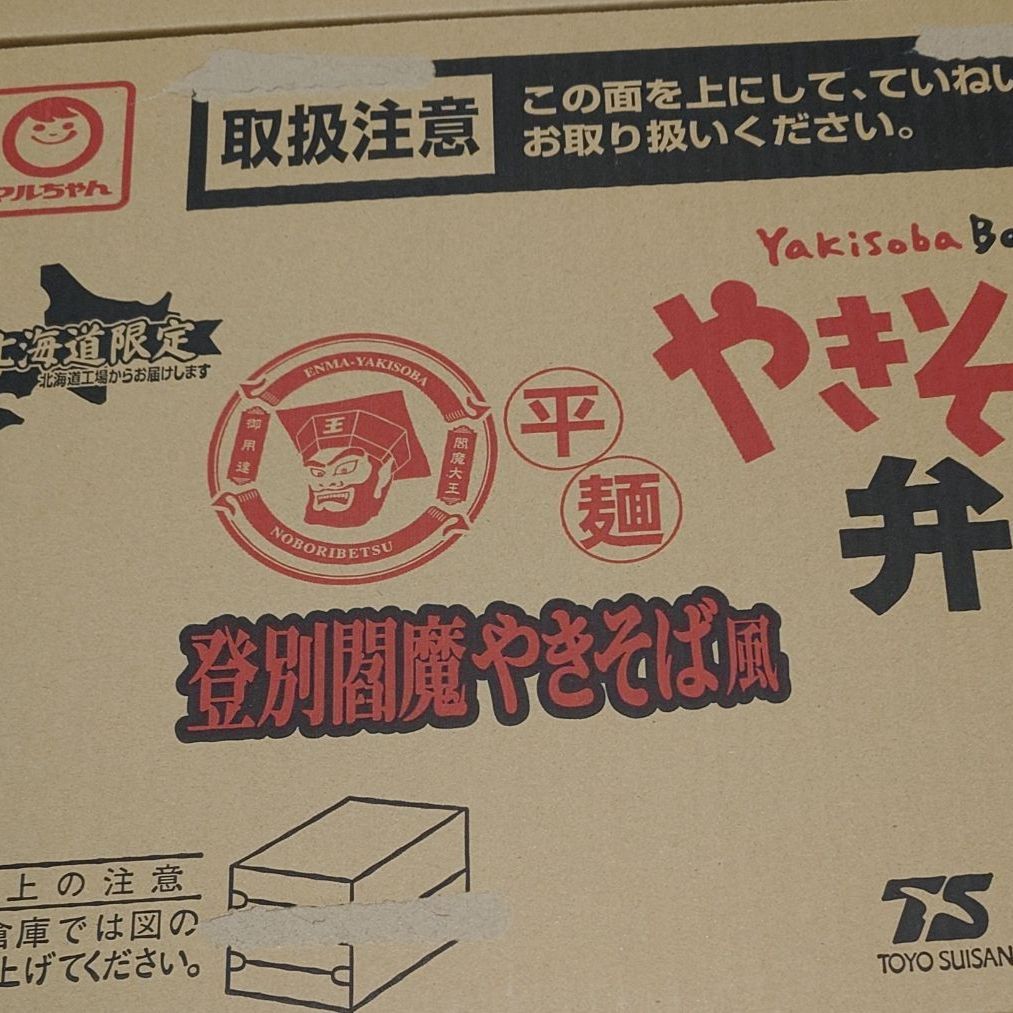 マルちゃん
取扱注意
この面を上にして、ていねい
お取り扱いください。
Yakisoba
やきそ
弁
北海道限定
北海道工場からお届けします
ENMA-YAKISOBA
御用達
王
閻魔大王
NOBORIBETSU
平
麺
登別閻魔やきそば風
上の注意
倉庫では図の
上げてください。
TS
TOYO SUISAN